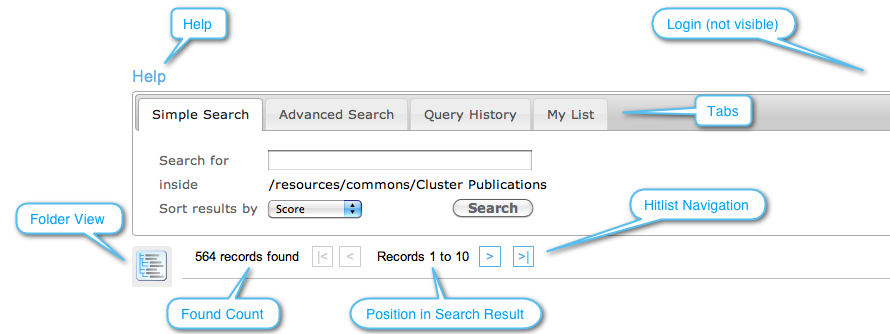 Help
Login (not visible)
Help
Simple Search Advanced Search Query History My List
Tabs
Search for
inside /resources/commons/Cluster Publications
Sort results by Score Search
Hitlist Navigation
Folder View
564 records found |< < Records 1 to 10 > >|
Found Count
Position in Search Result